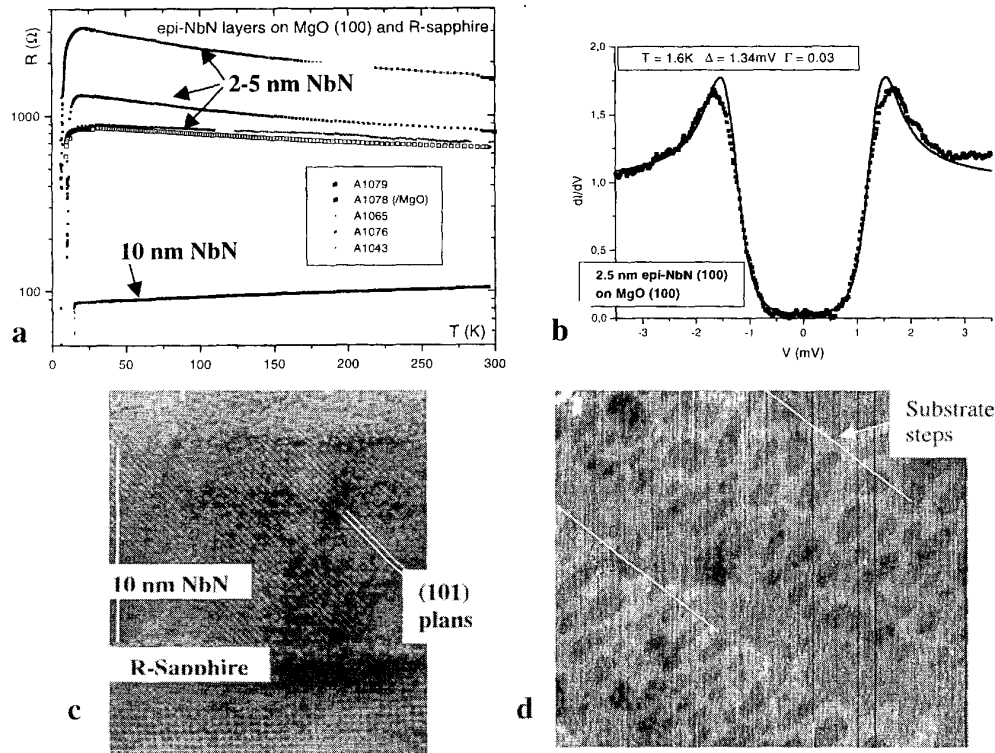 epi-NbN layers on MgO (100) and R-sapphire
R (Ω)
2-5 nm NbN
1000
A1079
A1078 (/MgO)
A1065
A1076
A1043
10 nm NbN
100
T (K)
0 50 100 150 200 250 300
a
2,0
T = 1.6K Δ = 1.34mV Γ = 0.03
1,5
dI/dV
1,0
0,5
2.5 nm epi-NbN (100)
on MgO (100)
0,0
-3 -2 -1 0 1 2 3
V (mV)
b
10 nm NbN
(101)
plans
R-Sapphire
c
Substrate
steps
d